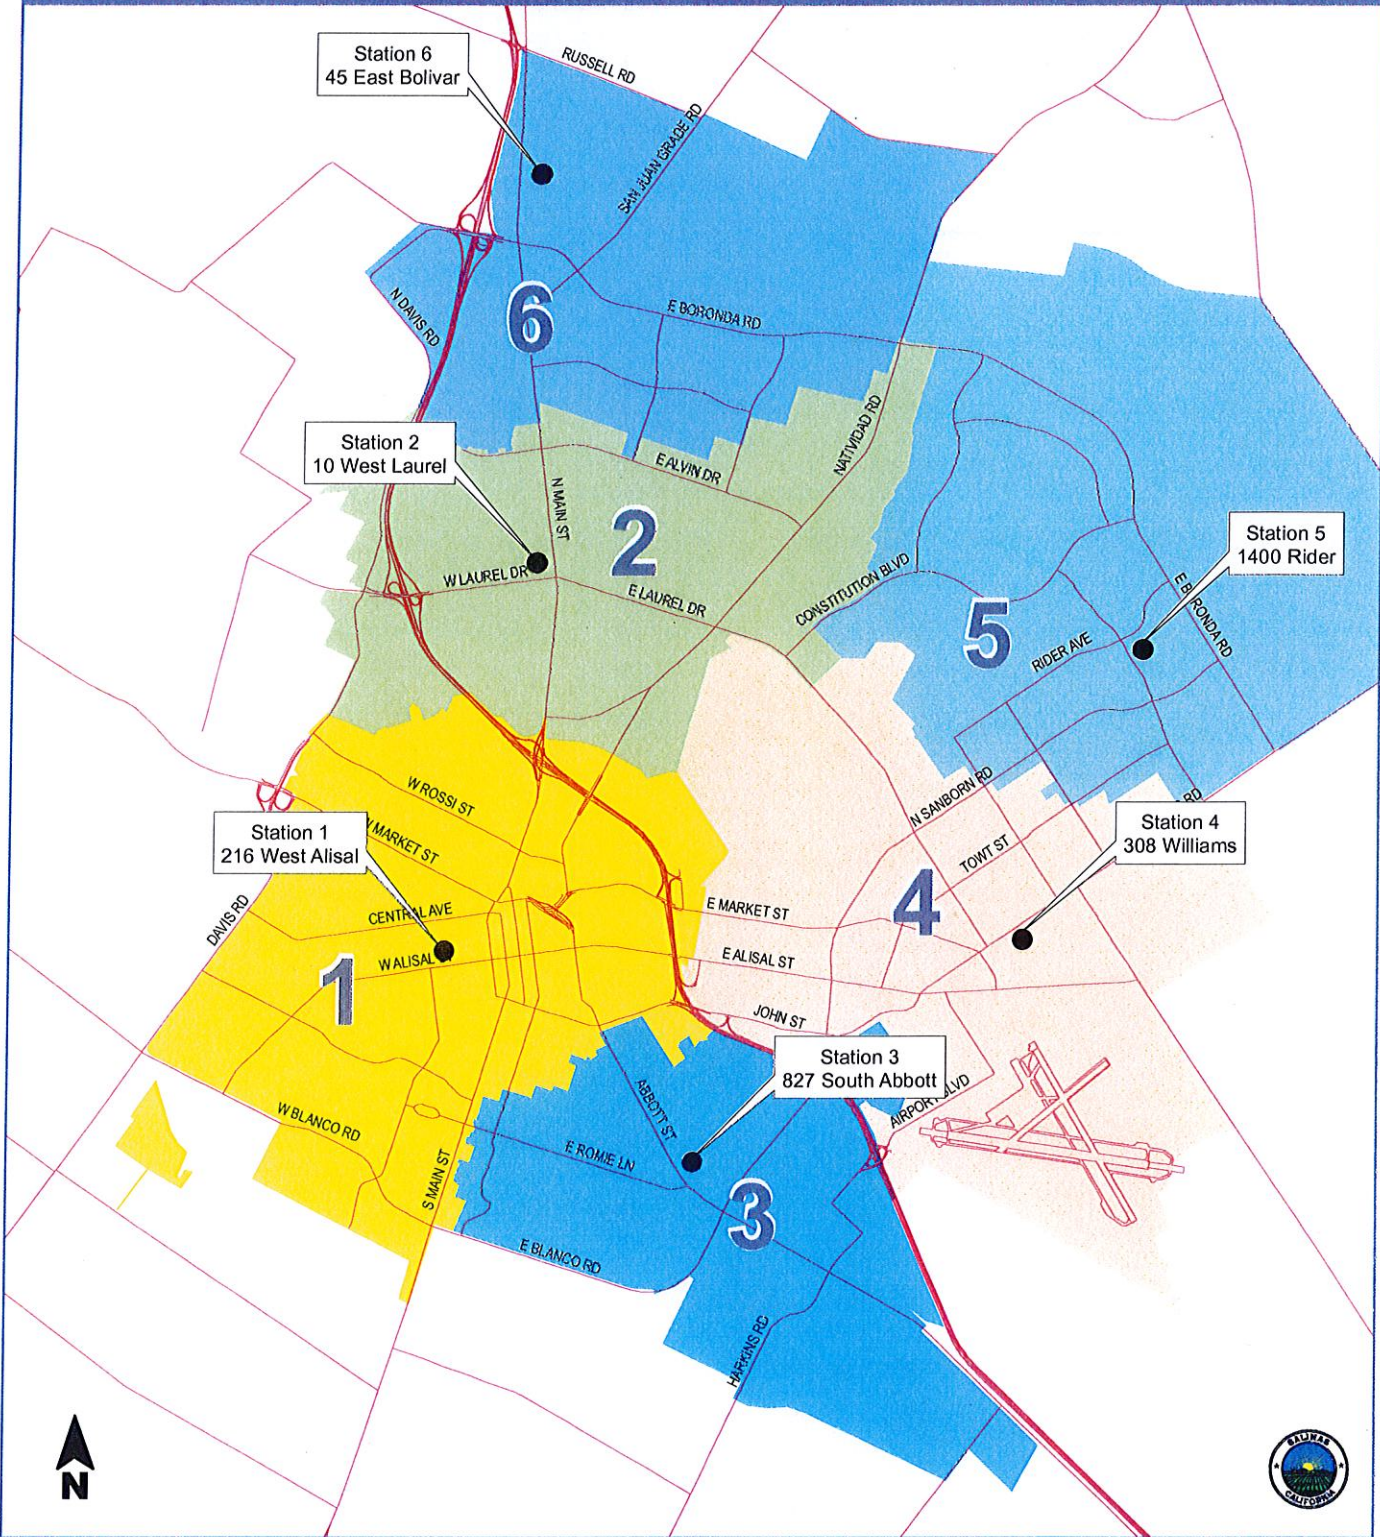 Station 6
45 East Bolivar
RUSSELL RD
SAN JUAN GRADE RD
N DAVIS RD
6
E BORONDA RD
Station 2
10 West Laurel
N MAIN ST
E ALVIN DR
NATIVIDAD RD
2
W LAUREL DR
E LAUREL DR
CONSTITUTION BLVD
Station 5
1400 Rider
5
E BORONDA RD
RIDER AVE
W ROSSI ST
N SANBORN RD
RD
Station 1
216 West Alisal
MARKET ST
Station 4
308 Williams
TOWT ST
4
DAVIS RD
CENTRAL AVE
E MARKET ST
W ALISAL ST
E ALISAL ST
1
JOHN ST
Station 3
827 South Abbott
ABBOTT ST
AIRPORT BLVD
W BLANCO RD
E ROMIE LN
S MAIN ST
3
E BLANCO RD
HARKINS RD
N
SALINAS
CALIFORNIA